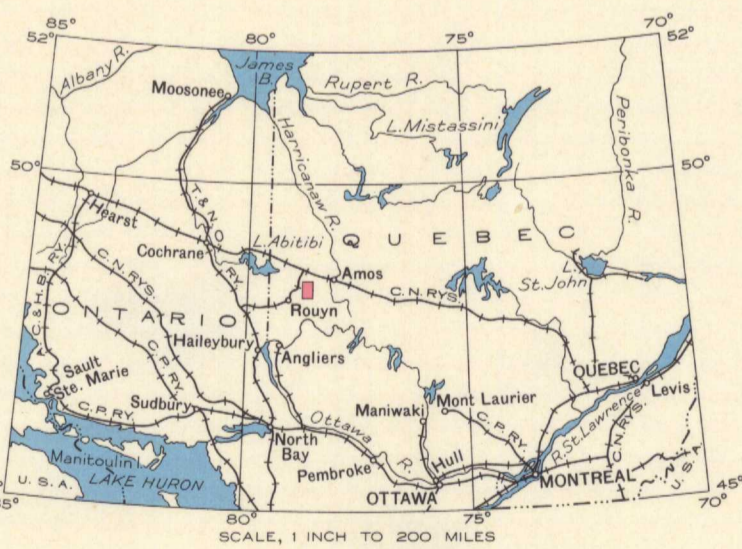 85°
80°
75°
70°
52°
52°
Albany R.
James
B.
Moosonee
Rupert R.
L. Mistassini
Peribonka R.
Harricanaw R.
50°
50°
Hearst
T. & N. O. RY.
Cochrane
L. Abitibi
QUEBEC
Amos
C. N. RYS.
L.
St. John
C. N. RYS.
A. C. & H. B. RY.
ONTARIO
Rouyn
Haileybury
Angliers
C. P. RY.
Sault
Ste. Marie
C. P. RY.
Sudbury
North
Bay
Ottawa R.
Maniwaki
Mont Laurier
C. P. RY.
QUEBEC
Levis
R. St. Lawrence
C. N. RYS.
Manitoulin I.
LAKE HURON
U. S. A.
Pembroke
Hull
OTTAWA
MONTREAL
U. S. A.
45°
80°
75°
70°
45°
SCALE, 1 INCH TO 200 MILES